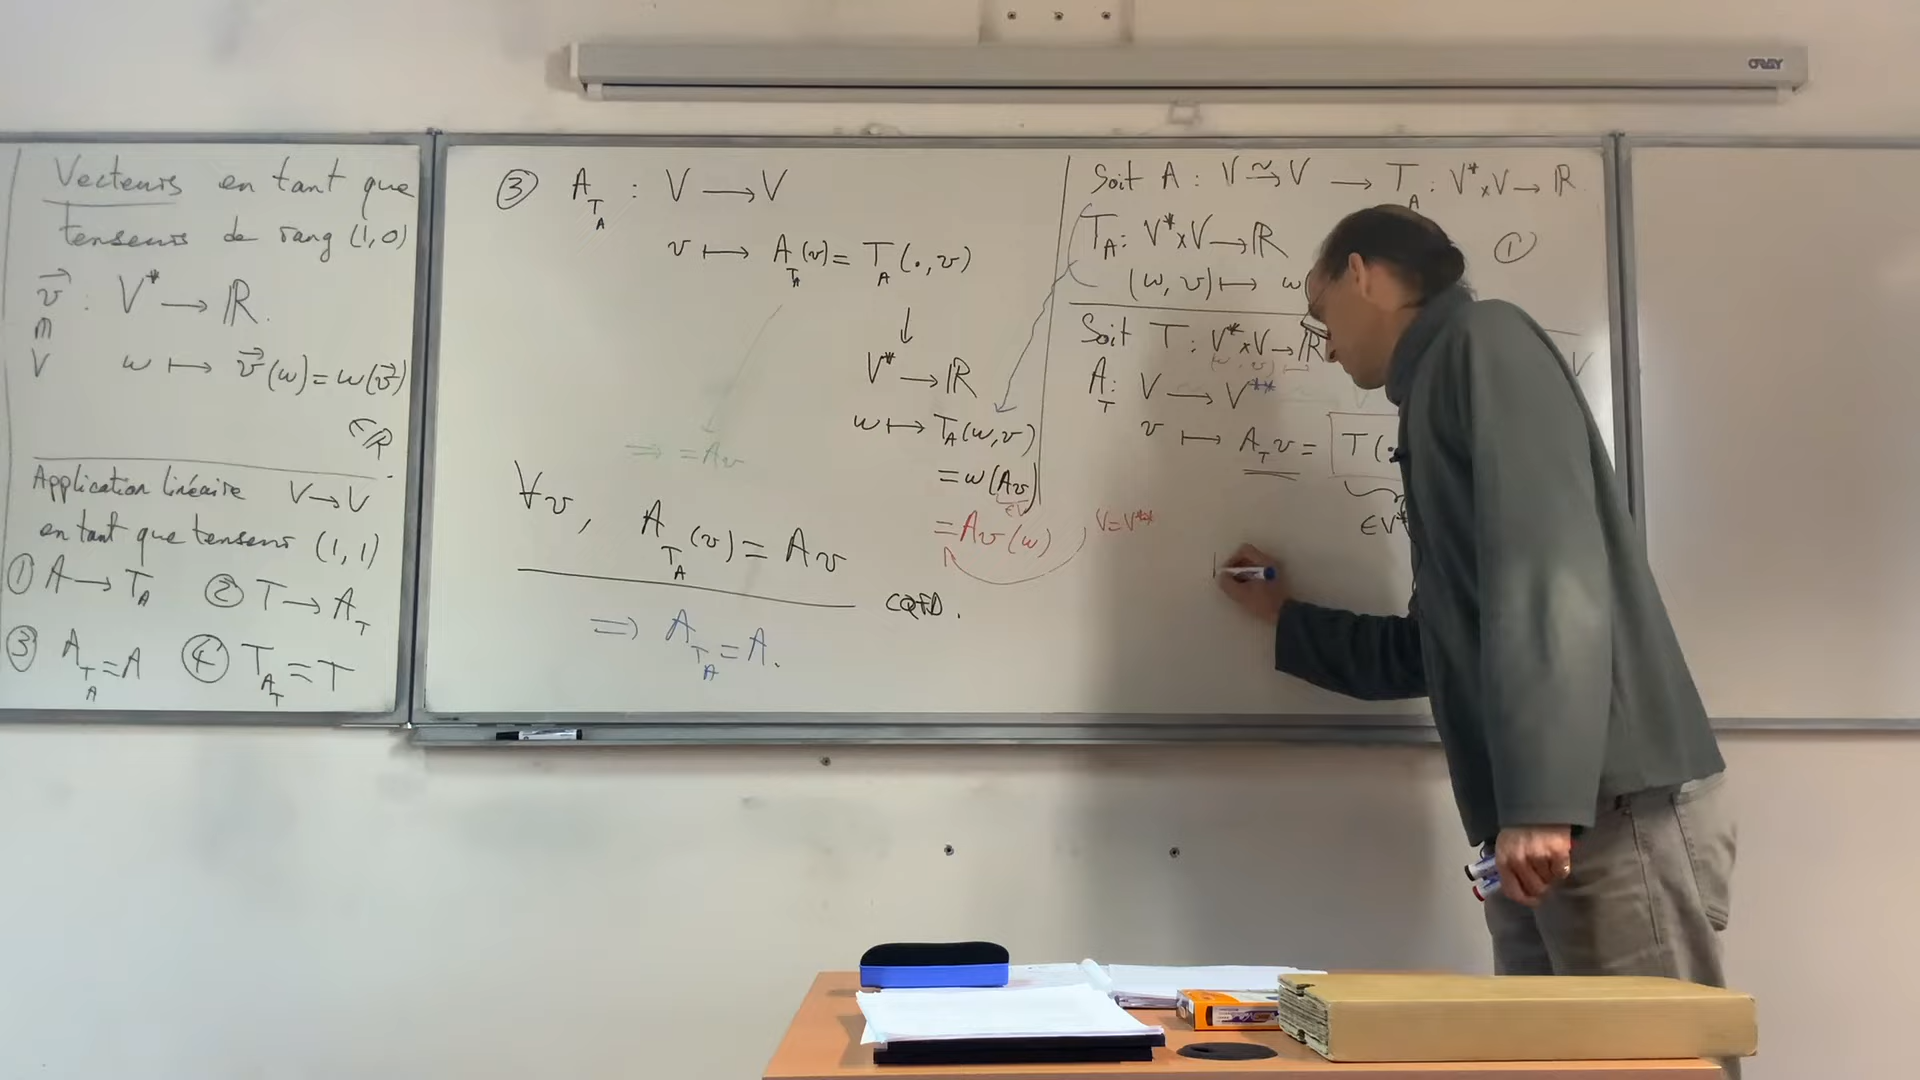 ORAY
Vecteurs en tant que
tenseurs de rang (1,0)
v⃗ : V* → ℝ.
∈
V ω ↦ v⃗(ω) = ω(v⃗)
∈ℝ
Application linéaire V → V
en tant que tenseurs (1,1)
① A → T_A ② T → A_T
③ A_{T_A} = A ④ T_{A_T} = T
③ A_{T_A} : V → V
v ↦ A_{T_A}(v) = T_A(·,v)
↓
V* → ℝ
ω ↦ T_A(ω,v)
⇒ = Av
= ω(Av)
∈V
= Av(ω) V=V**
∀v, A_{T_A}(v) = Av
CQFD.
⇒ A_{T_A} = A.
Soit A : V ⥲ V → T_A : V*×V → ℝ
T_A : V*×V → ℝ ①
(ω,v) ↦ ω(
Soit T : V*×V → ℝ
(ω,v) ↦
A_T : V → V** V
v ↦ A_T v = T(·
∈V*